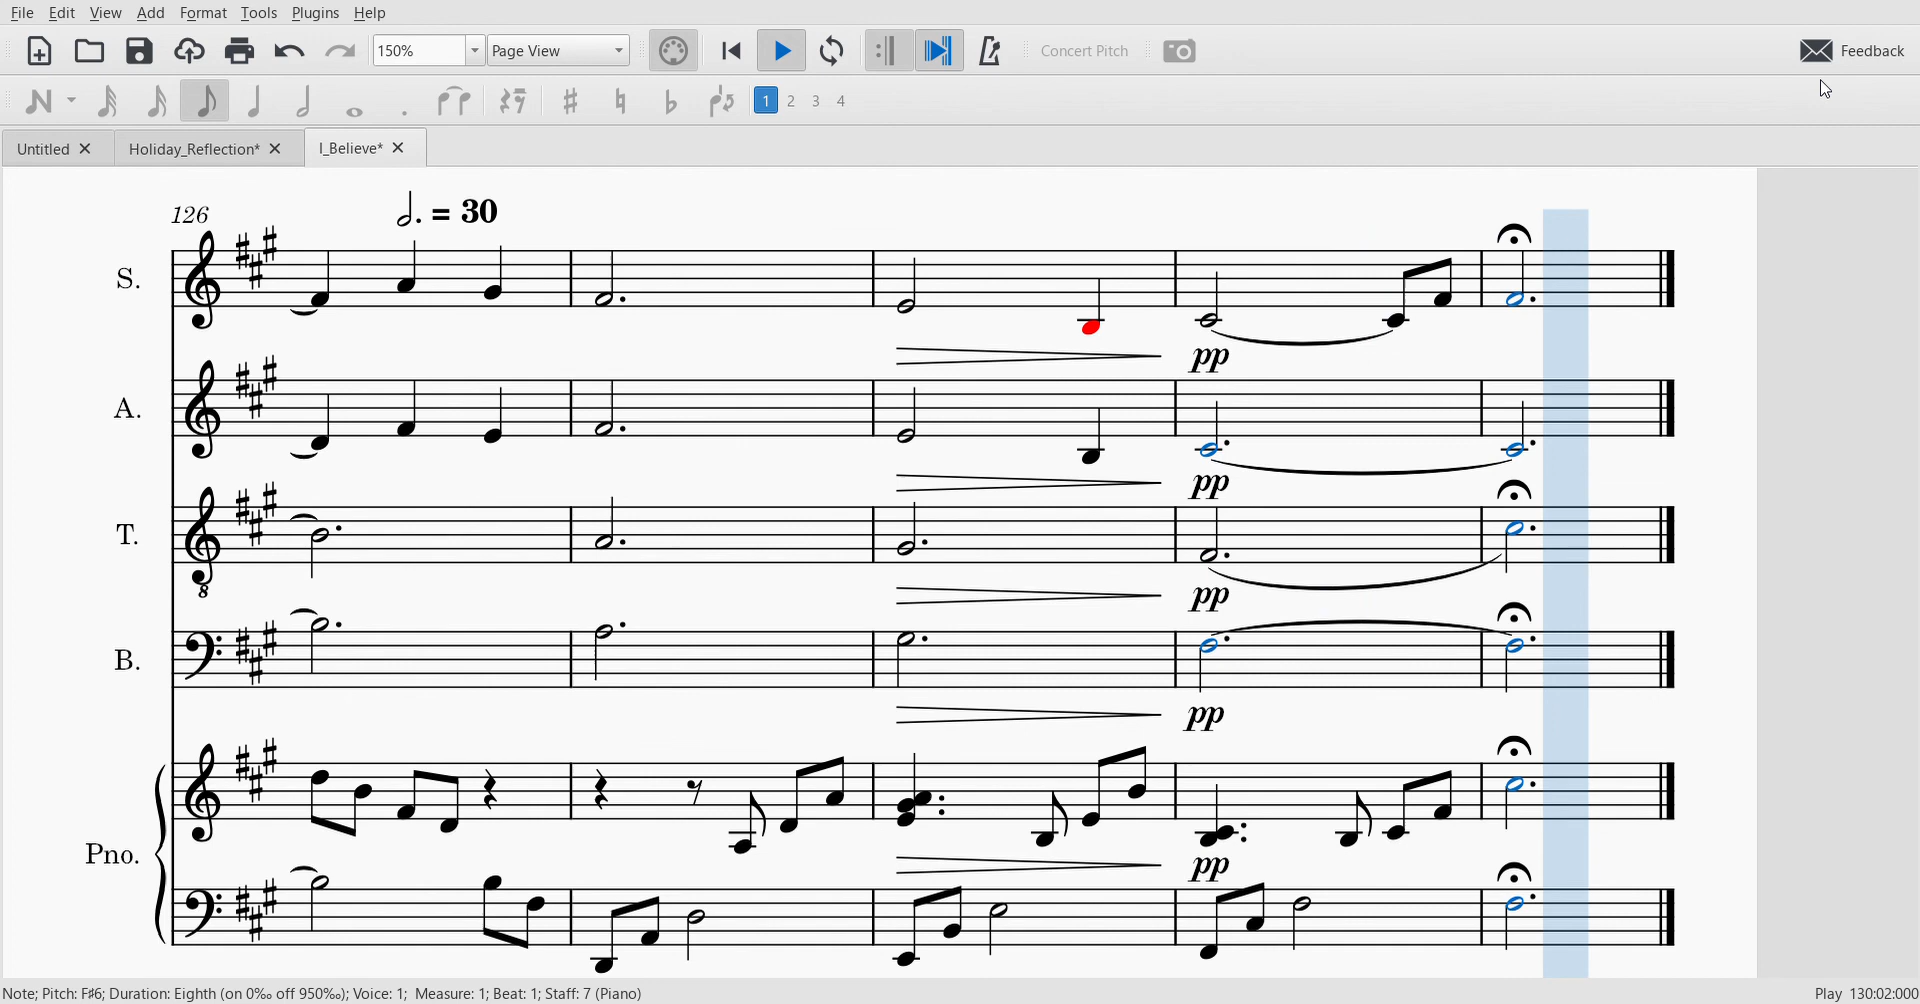 File Edit View Add Format Tools Plugins Help
150% Page View Concert Pitch Feedback
1 2 3 4
Untitled Holiday_Reflection* I_Believe*
126 = 30
S.
pp
A.
pp
T.
8
pp
B.
pp
Pno.
pp
Note; Pitch: F♯6; Duration: Eighth (on 0‰ off 950‰); Voice: 1; Measure: 1; Beat: 1; Staff: 7 (Piano) Play 130:02:000